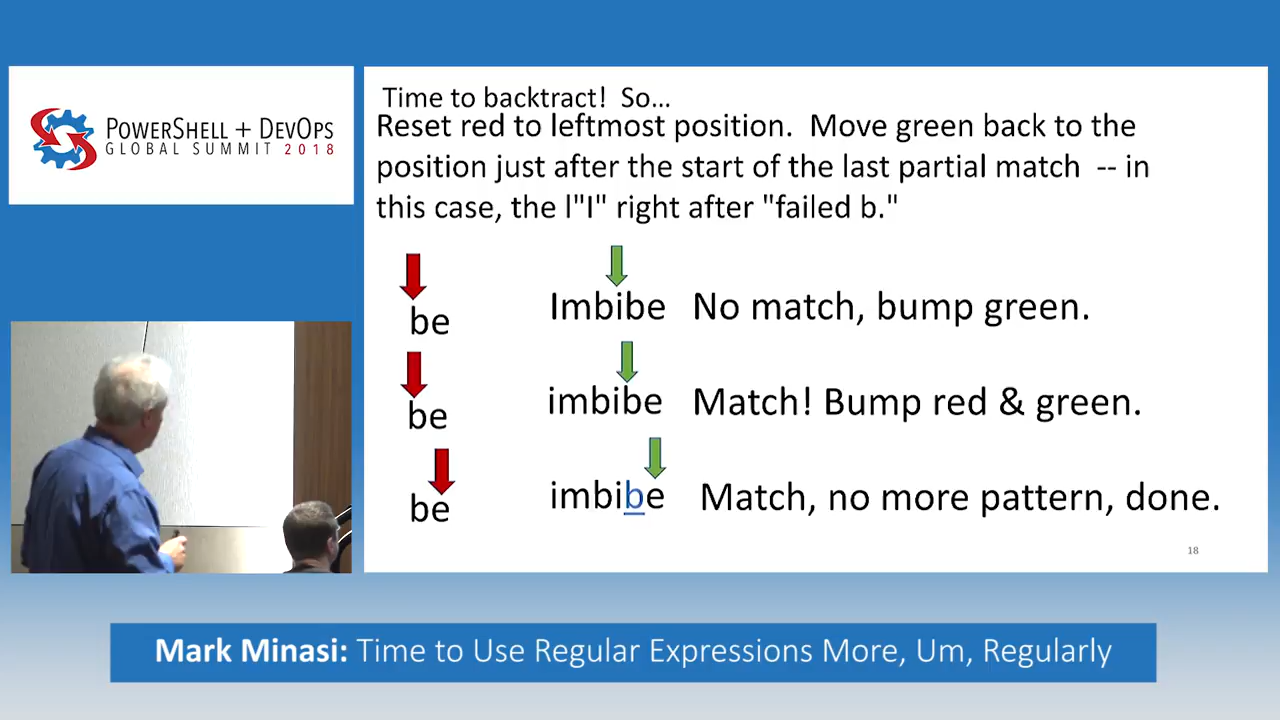 POWERSHELL + DEVOPS
GLOBAL SUMMIT 2018
Time to backtract! So...
Reset red to leftmost position. Move green back to the
position just after the start of the last partial match -- in
this case, the l"I" right after "failed b."
be Imbibe No match, bump green.
be imbibe Match! Bump red & green.
be imbibe Match, no more pattern, done.
18
Mark Minasi: Time to Use Regular Expressions More, Um, Regularly